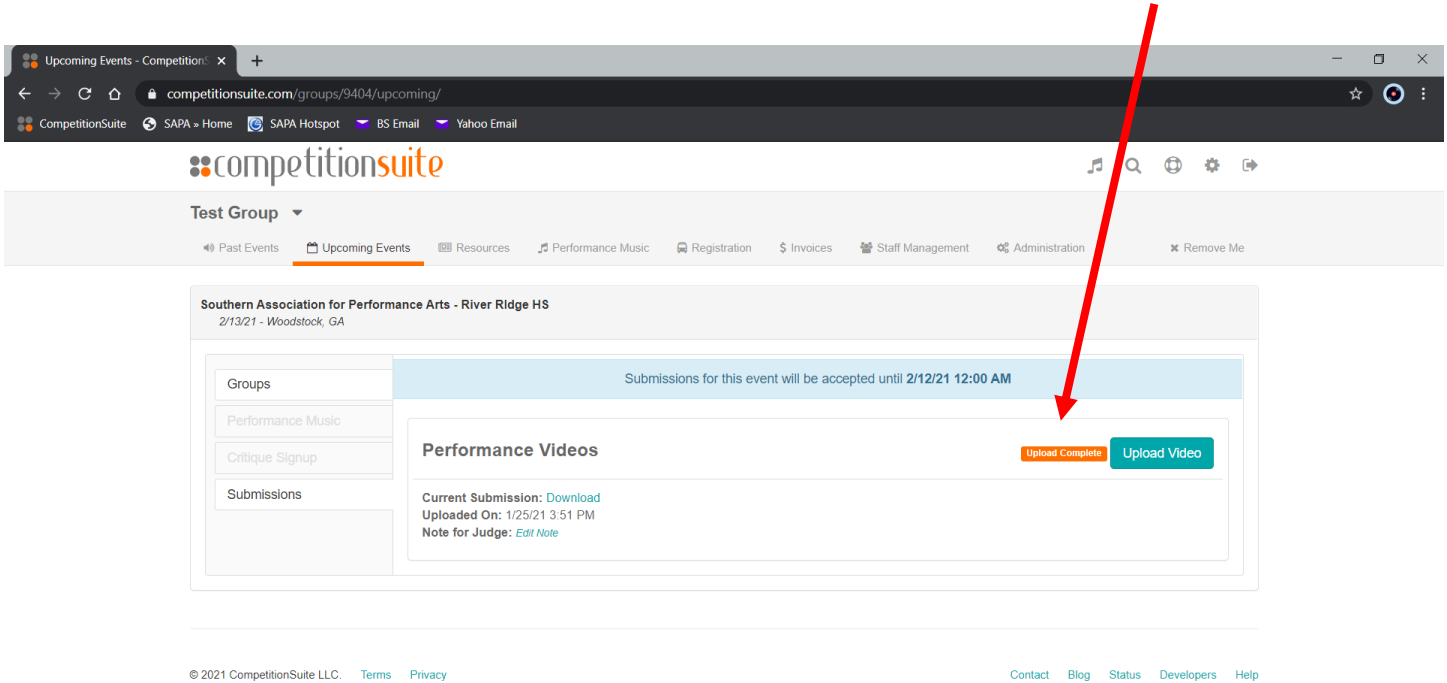 Upcoming Events - CompetitionS
competitionsuite.com/groups/9404/upcoming/
CompetitionSuite SAPA » Home SAPA Hotspot BS Email Yahoo Email
competitionsuite
Test Group
Past Events Upcoming Events Resources Performance Music Registration $ Invoices Staff Management Administration Remove Me
Southern Association for Performance Arts - River RIdge HS
2/13/21 - Woodstock, GA
Submissions for this event will be accepted until 2/12/21 12:00 AM
Groups
Performance Music
Critique Signup
Submissions
Performance Videos Upload Complete Upload Video
Current Submission: Download
Uploaded On: 1/25/21 3:51 PM
Note for Judge: Edit Note
© 2021 CompetitionSuite LLC. Terms Privacy Contact Blog Status Developers Help